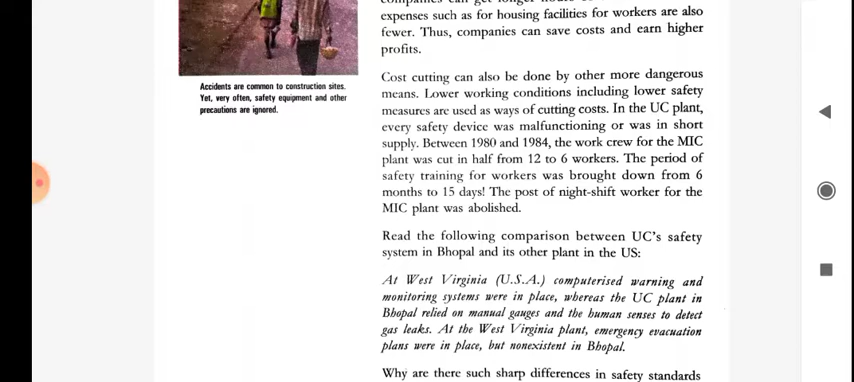 expenses such as for housing facilities for workers are also
fewer. Thus, companies can save costs and earn higher
profits.
Accidents are common to construction sites.
Yet, very often, safety equipment and other
precautions are ignored.
Cost cutting can also be done by other more dangerous
means. Lower working conditions including lower safety
measures are used as ways of cutting costs. In the UC plant,
every safety device was malfunctioning or was in short
supply. Between 1980 and 1984, the work crew for the MIC
plant was cut in half from 12 to 6 workers. The period of
safety training for workers was brought down from 6
months to 15 days! The post of night-shift worker for the
MIC plant was abolished.
Read the following comparison between UC's safety
system in Bhopal and its other plant in the US:
At West Virginia (U.S.A.) computerised warning and
monitoring systems were in place, whereas the UC plant in
Bhopal relied on manual gauges and the human senses to detect
gas leaks. At the West Virginia plant, emergency evacuation
plans were in place, but nonexistent in Bhopal.
Why are there such sharp differences in safety standards